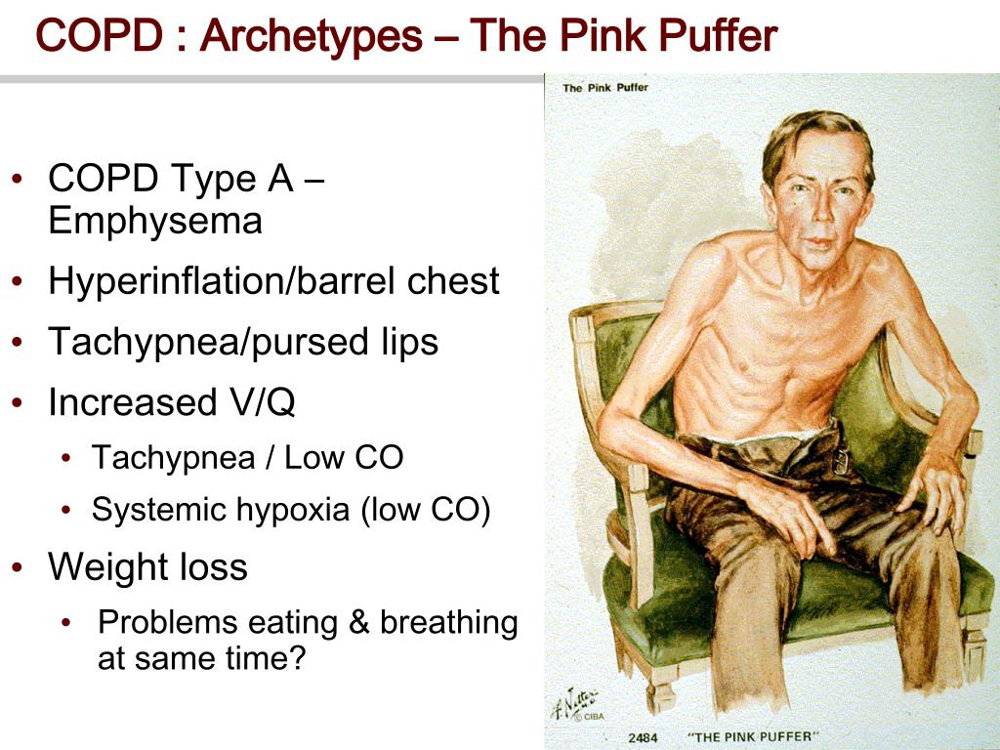 COPD : Archetypes – The Pink Puffer
The Pink Puffer
• COPD Type A –
Emphysema
• Hyperinflation/barrel chest
• Tachypnea/pursed lips
• Increased V/Q
• Tachypnea / Low CO
• Systemic hypoxia (low CO)
• Weight loss
• Problems eating & breathing
at same time?
F. Netter
© CIBA
2484 "THE PINK PUFFER"